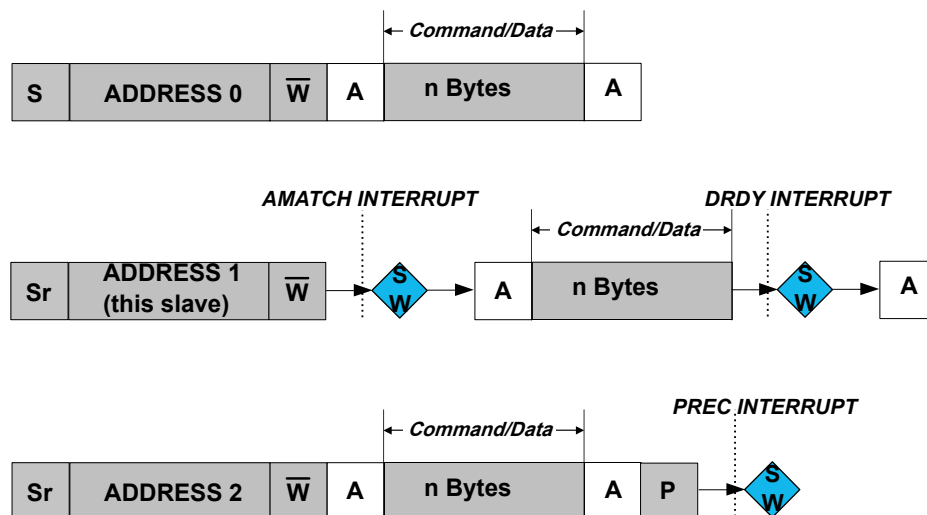 Command/Data
S ADDRESS 0 W A n Bytes A
AMATCH INTERRUPT DRDY INTERRUPT
Command/Data
Sr ADDRESS 1 (this slave) W S W A n Bytes S W A
PREC INTERRUPT
Command/Data
Sr ADDRESS 2 W A n Bytes A P S W